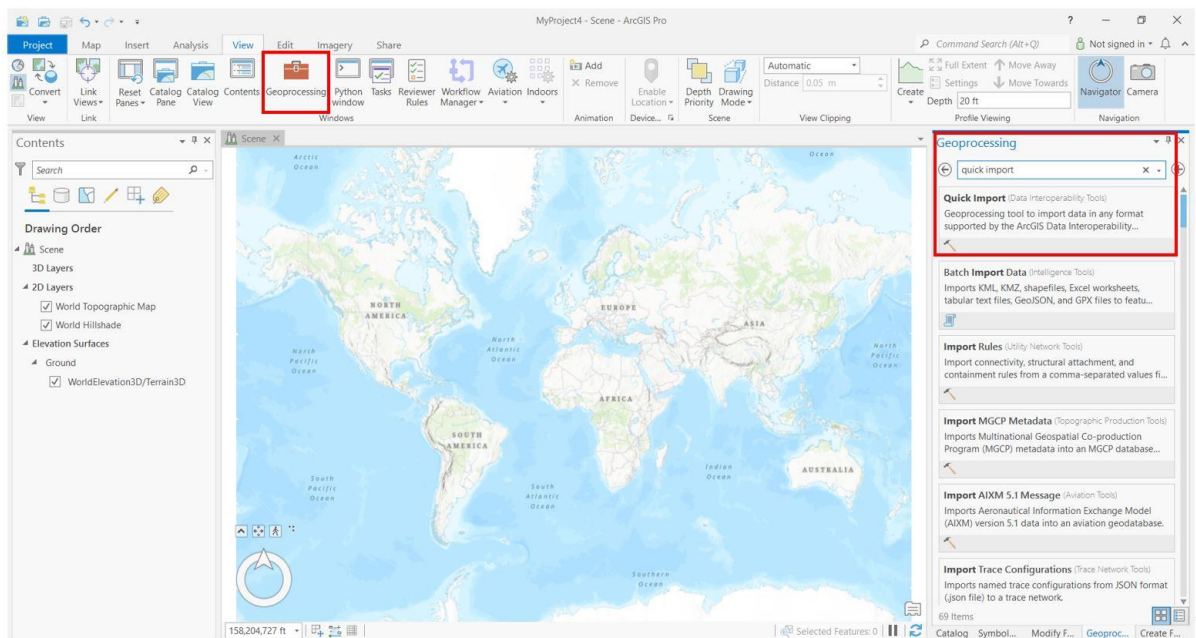 MyProject4 - Scene - ArcGIS Pro
?
Project Map Insert Analysis View Edit Imagery Share
Command Search (Alt+Q)
Not signed in
Convert
Link Views
Reset Panes
Catalog Pane
Catalog View
Contents
Geoprocessing
Python window
Tasks
Reviewer Rules
Workflow Manager
Aviation
Indoors
Add
Remove
Enable Location
Depth Priority
Drawing Mode
Automatic
Distance 0.05 m
Create
Full Extent Move Away
Settings Move Towards
Depth 20 ft
Navigator
Camera
View Link Windows Animation Device... Scene View Clipping Profile Viewing Navigation
Contents
Search
Drawing Order
Scene
3D Layers
2D Layers
World Topographic Map
World Hillshade
Elevation Surfaces
Ground
WorldElevation3D/Terrain3D
Scene
Arctic
Ocean
Ocean
NORTH
AMERICA
EUROPE
ASIA
North
Pacific
Ocean
North
Atlantic
Ocean
North
Pacific
Ocean
AFRICA
SOUTH
AMERICA
Indian
Ocean
AUSTRALIA
South
Pacific
Ocean
South
Atlantic
Ocean
Southern
Ocean
158,204,727 ft
Selected Features: 0
Geoprocessing
quick import
Quick Import (Data Interoperability Tools)
Geoprocessing tool to import data in any format
supported by the ArcGIS Data Interoperability...
Batch Import Data (Intelligence Tools)
Imports KML, KMZ, shapefiles, Excel worksheets,
tabular text files, GeoJSON, and GPX files to featu...
Import Rules (Utility Network Tools)
Import connectivity, structural attachment, and
containment rules from a comma-separated values fi...
Import MGCP Metadata (Topographic Production Tools)
Imports Multinational Geospatial Co-production
Program (MGCP) metadata into an MGCP database...
Import AIXM 5.1 Message (Aviation Tools)
Imports Aeronautical Information Exchange Model
(AIXM) version 5.1 data into an aviation geodatabase.
Import Trace Configurations (Trace Network Tools)
Imports named trace configurations from JSON format
(.json file) to a trace network.
69 Items
Catalog Symbol... Modify F... Geoproc... Create F...